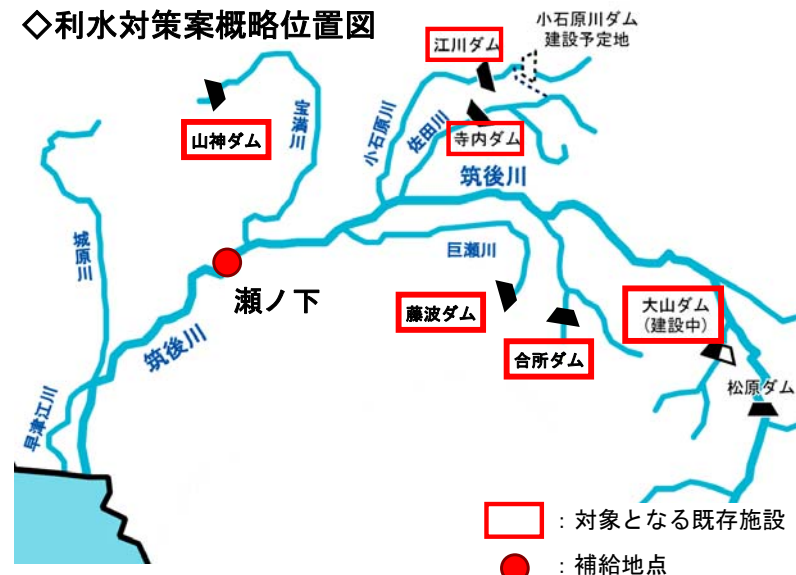 ◇利水対策案概略位置図
小石原川ダム
建設予定地
江川ダム
山神ダム
宝満川
小石原川
佐田川
寺内ダム
筑後川
城原川
巨瀬川
瀬ノ下
藤波ダム
大山ダム
(建設中)
合所ダム
筑後川
松原ダム
早津江川
：対象となる既存施設
：補給地点